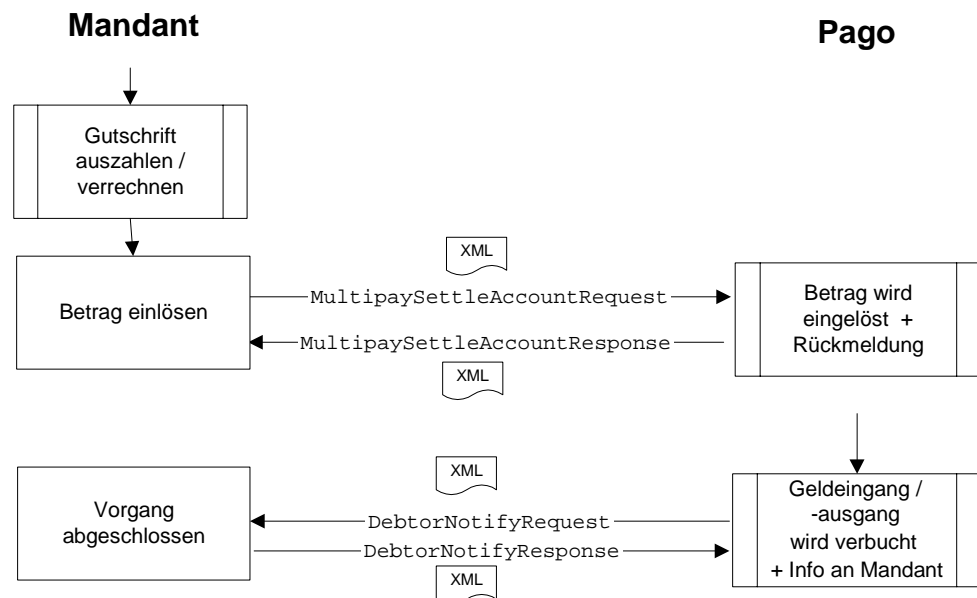 Mandant
Pago
Gutschrift
auszahlen /
verrechnen
Betrag einlösen
XML
MultipaySettleAccountRequest
MultipaySettleAccountResponse
XML
Betrag wird
eingelöst +
Rückmeldung
Vorgang
abgeschlossen
XML
DebtorNotifyRequest
DebtorNotifyResponse
XML
Geldeingang /
-ausgang
wird verbucht
+ Info an Mandant